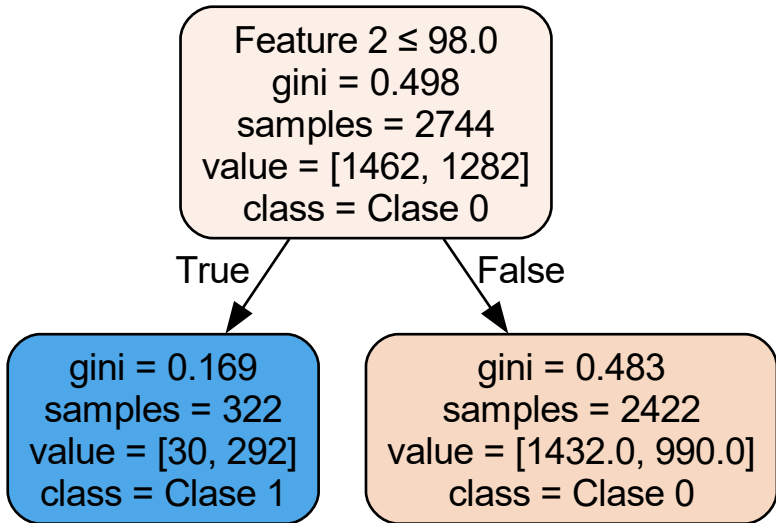 Feature 2 ≤ 98.0
gini = 0.498
samples = 2744
value = [1462, 1282]
class = Clase 0
True
False
gini = 0.169
samples = 322
value = [30, 292]
class = Clase 1
gini = 0.483
samples = 2422
value = [1432.0, 990.0]
class = Clase 0